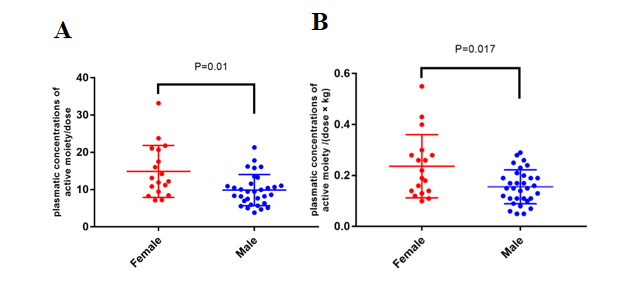 A
P=0.01
plasmatic concentrations of
active moiety/dose
40
30
20
10
0
Female
Male
B
P=0.017
plasmatic concentrations of
active moiety /(dose × kg)
0.6
0.4
0.2
0.0
Female
Male